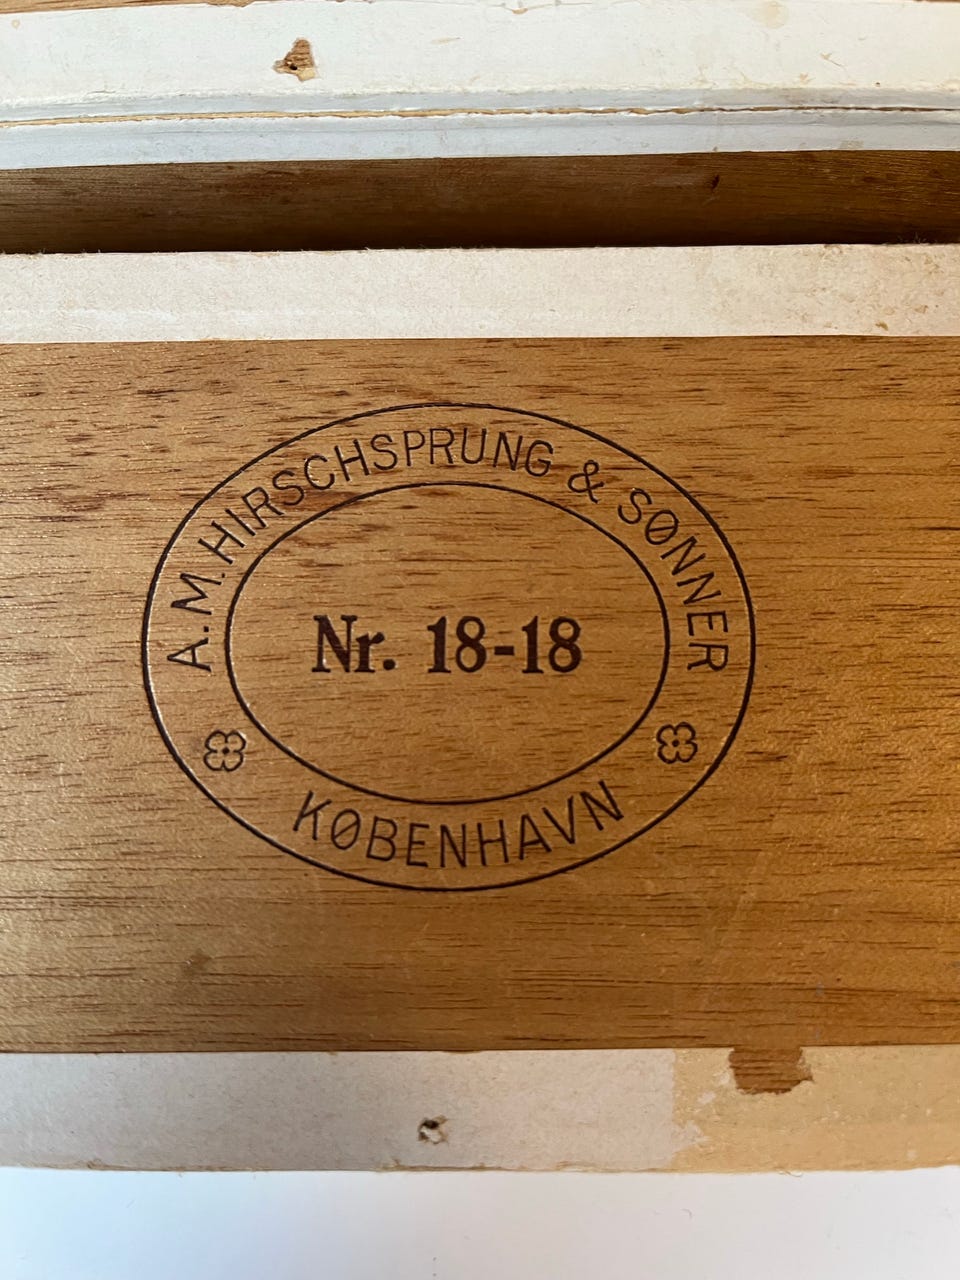 A.M.HIRSCHSPRUNG & SØNNER
Nr. 18-18
KØBENHAVN